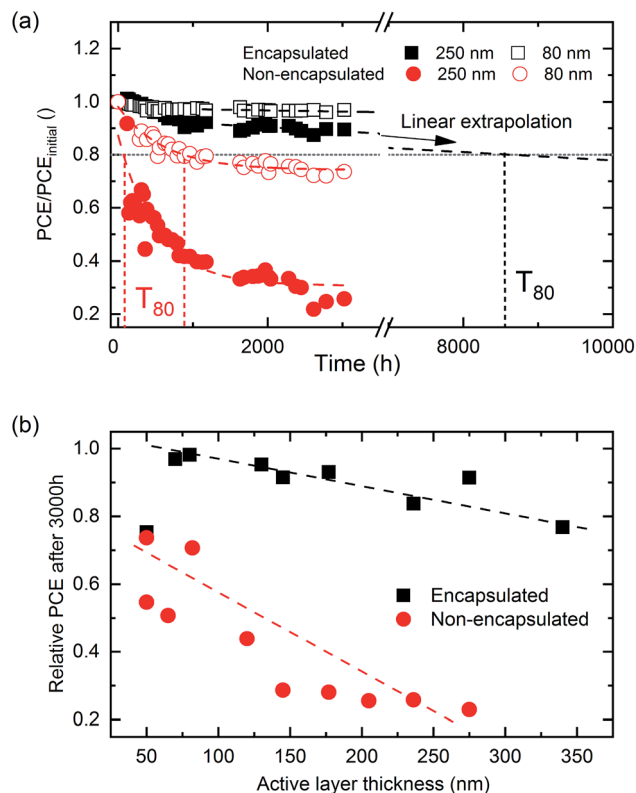 (a)
Encapsulated 250 nm 80 nm
Non-encapsulated 250 nm 80 nm
Linear extrapolation
T80
T80
PCE/PCEinitial ()
1.2
1.0
0.8
0.6
0.4
0.2
0 2000 8000 10000
Time (h)
(b)
Encapsulated
Non-encapsulated
Relative PCE after 3000h
1.0
0.8
0.6
0.4
0.2
50 100 150 200 250 300 350
Active layer thickness (nm)